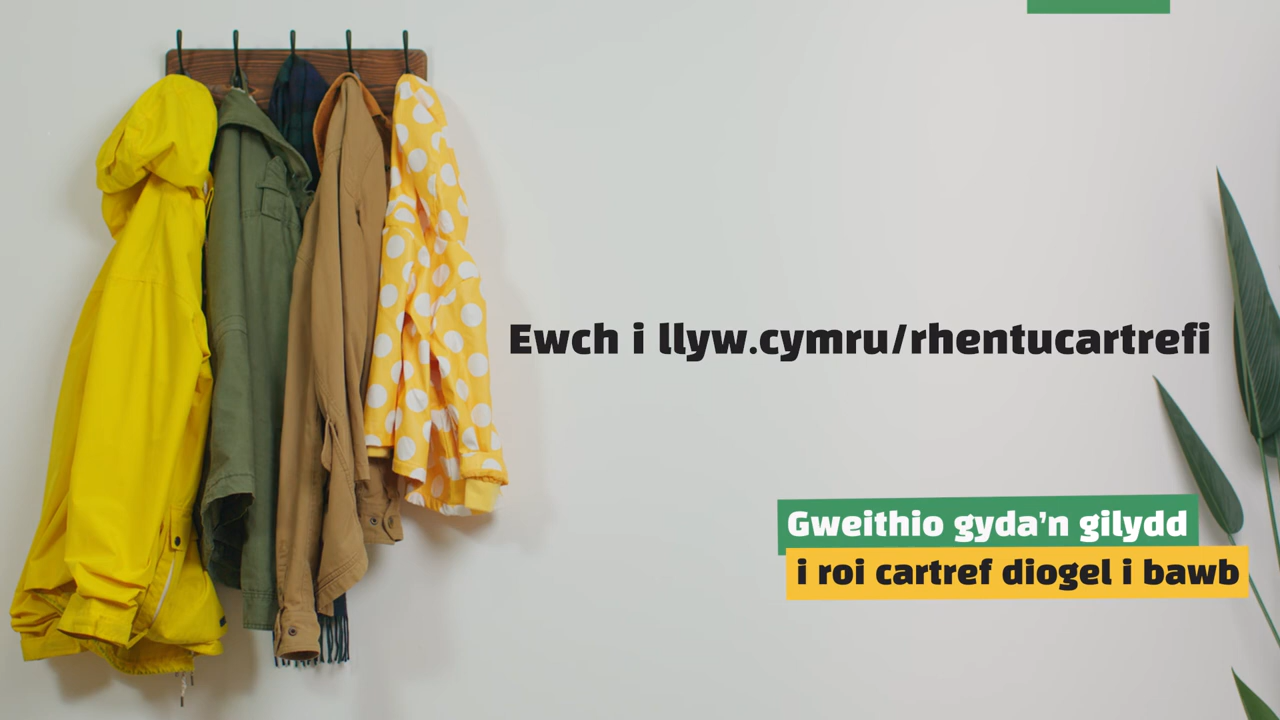 Ewch i llyw.cymru/rhentucartrefi
Gweithio gyda’n gilydd
i roi cartref diogel i bawb